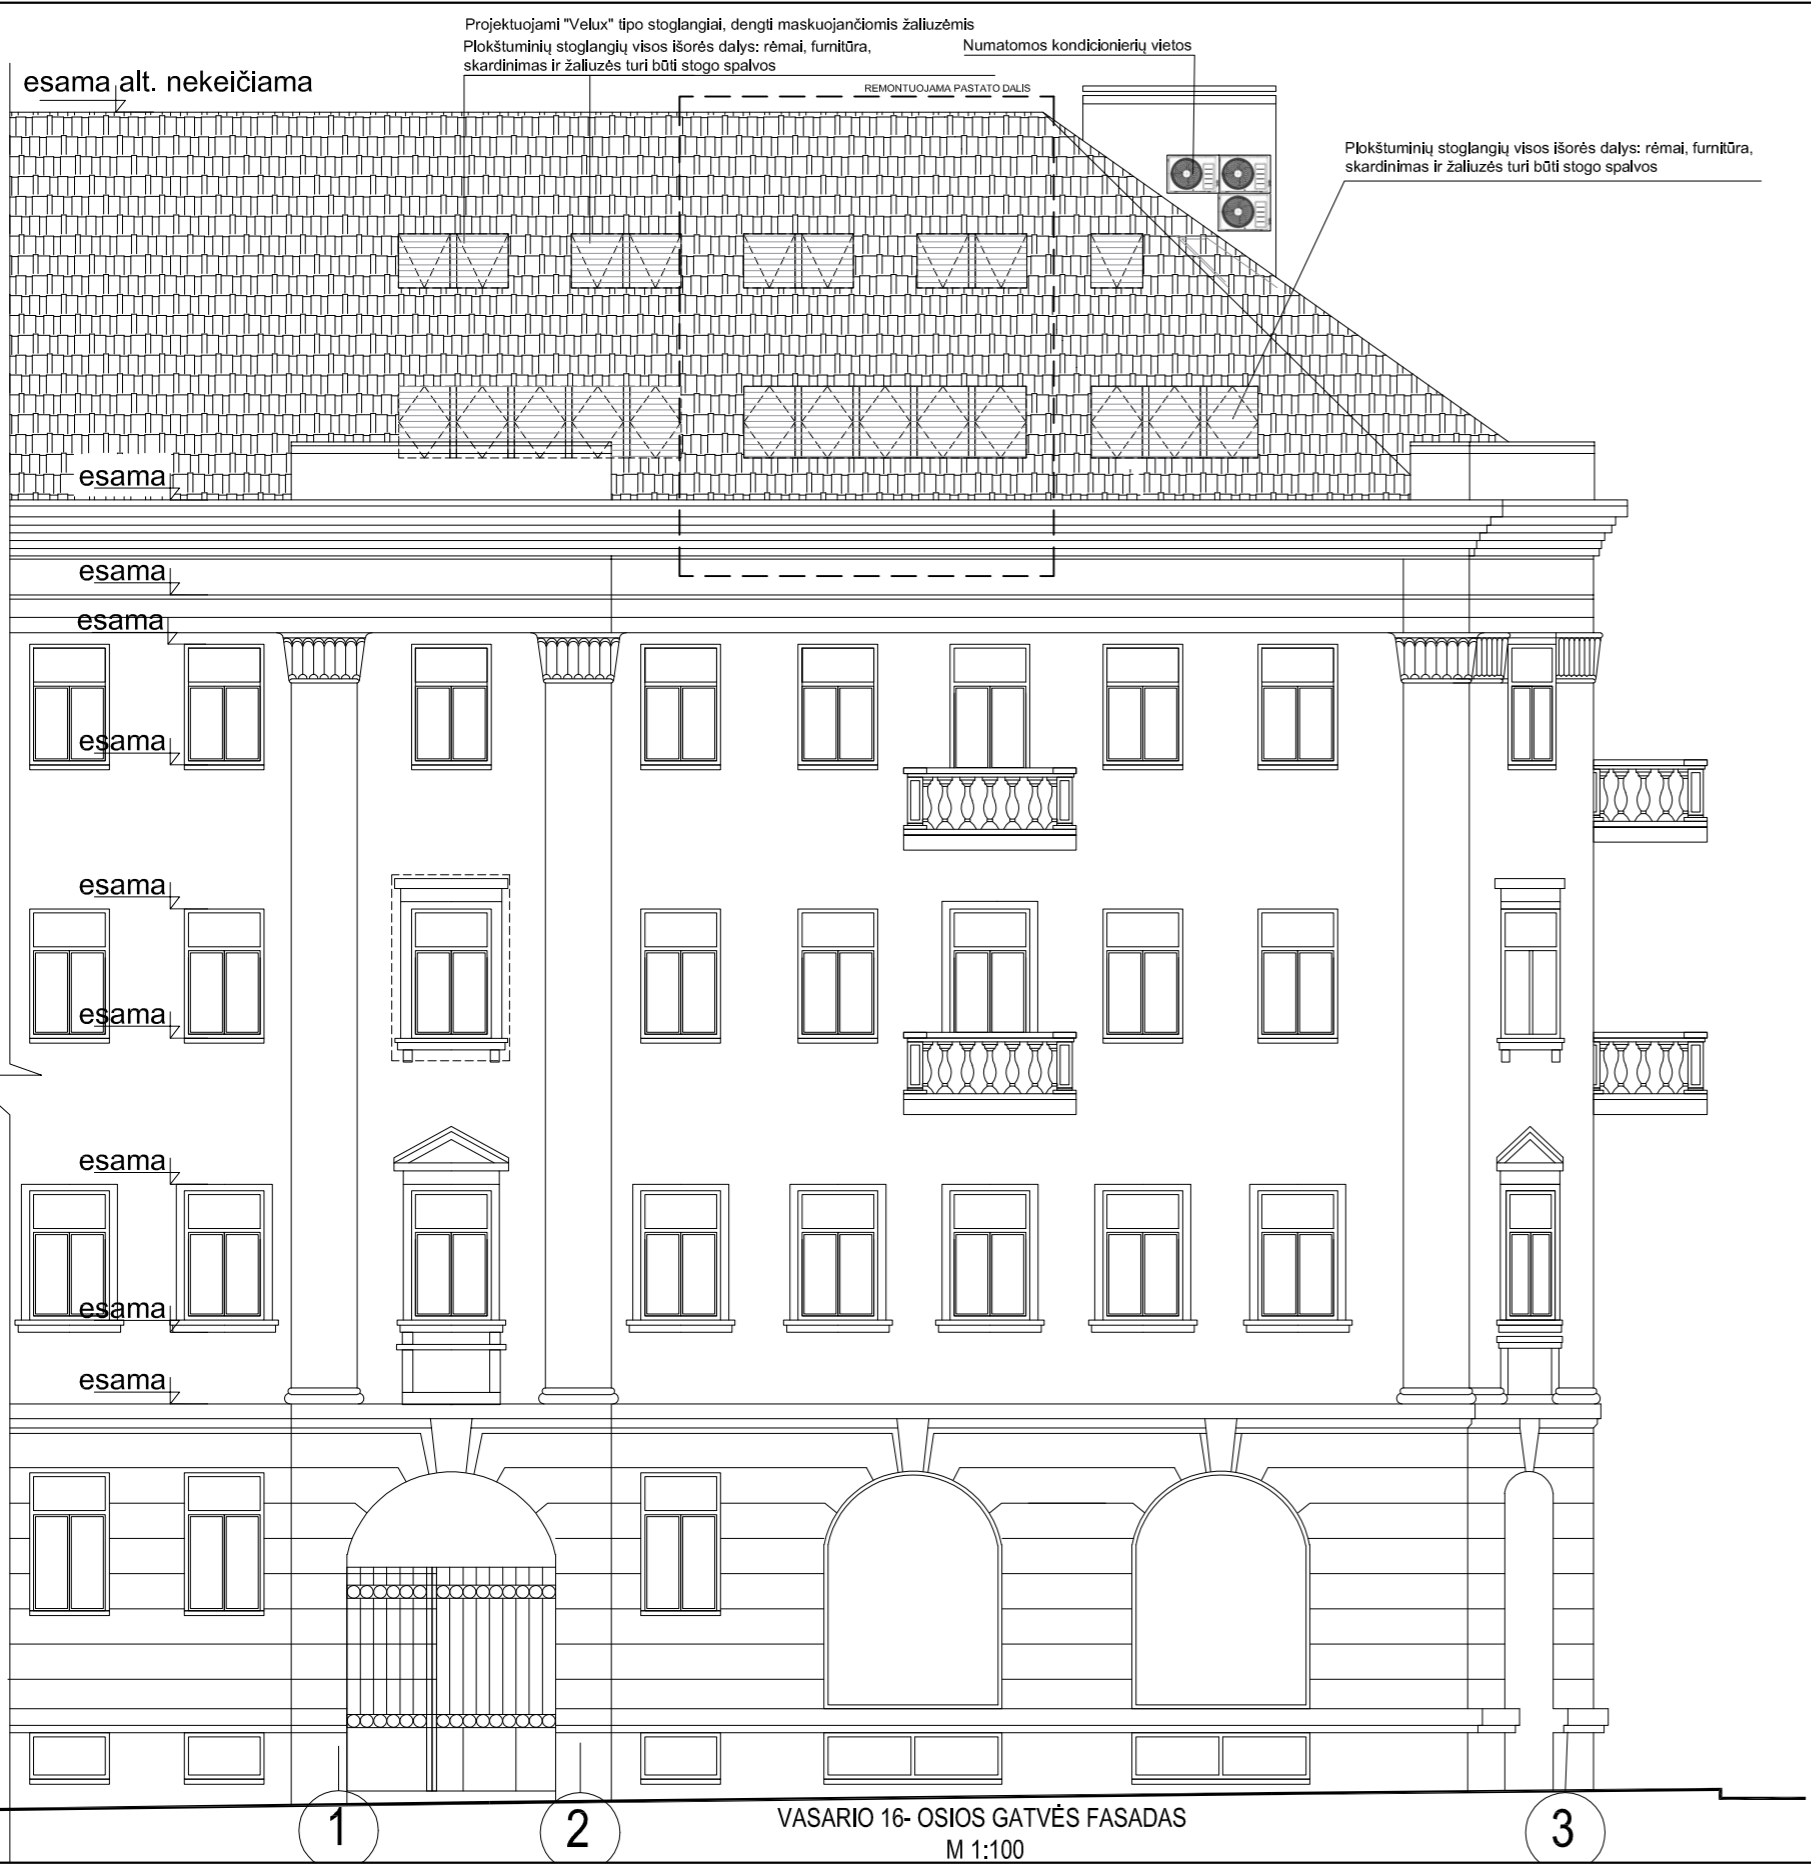 Projektuojami "Velux" tipo stoglangiai, dengti maskuojančiomis žaliuzėmis
Plokštuminių stoglangių visos išorės dalys: rėmai, furnitūra,
skardinimas ir žaliuzės turi būti stogo spalvos
Numatomos kondicionierių vietos
esama alt. nekeičiama
REMONTUOJAMA PASTATO DALIS
Plokštuminių stoglangių visos išorės dalys: rėmai, furnitūra,
skardinimas ir žaliuzės turi būti stogo spalvos
esama
esama
esama
esama
esama
esama
esama
esama
esama
1
2
VASARIO 16- OSIOS GATVĖS FASADAS
M 1:100
3